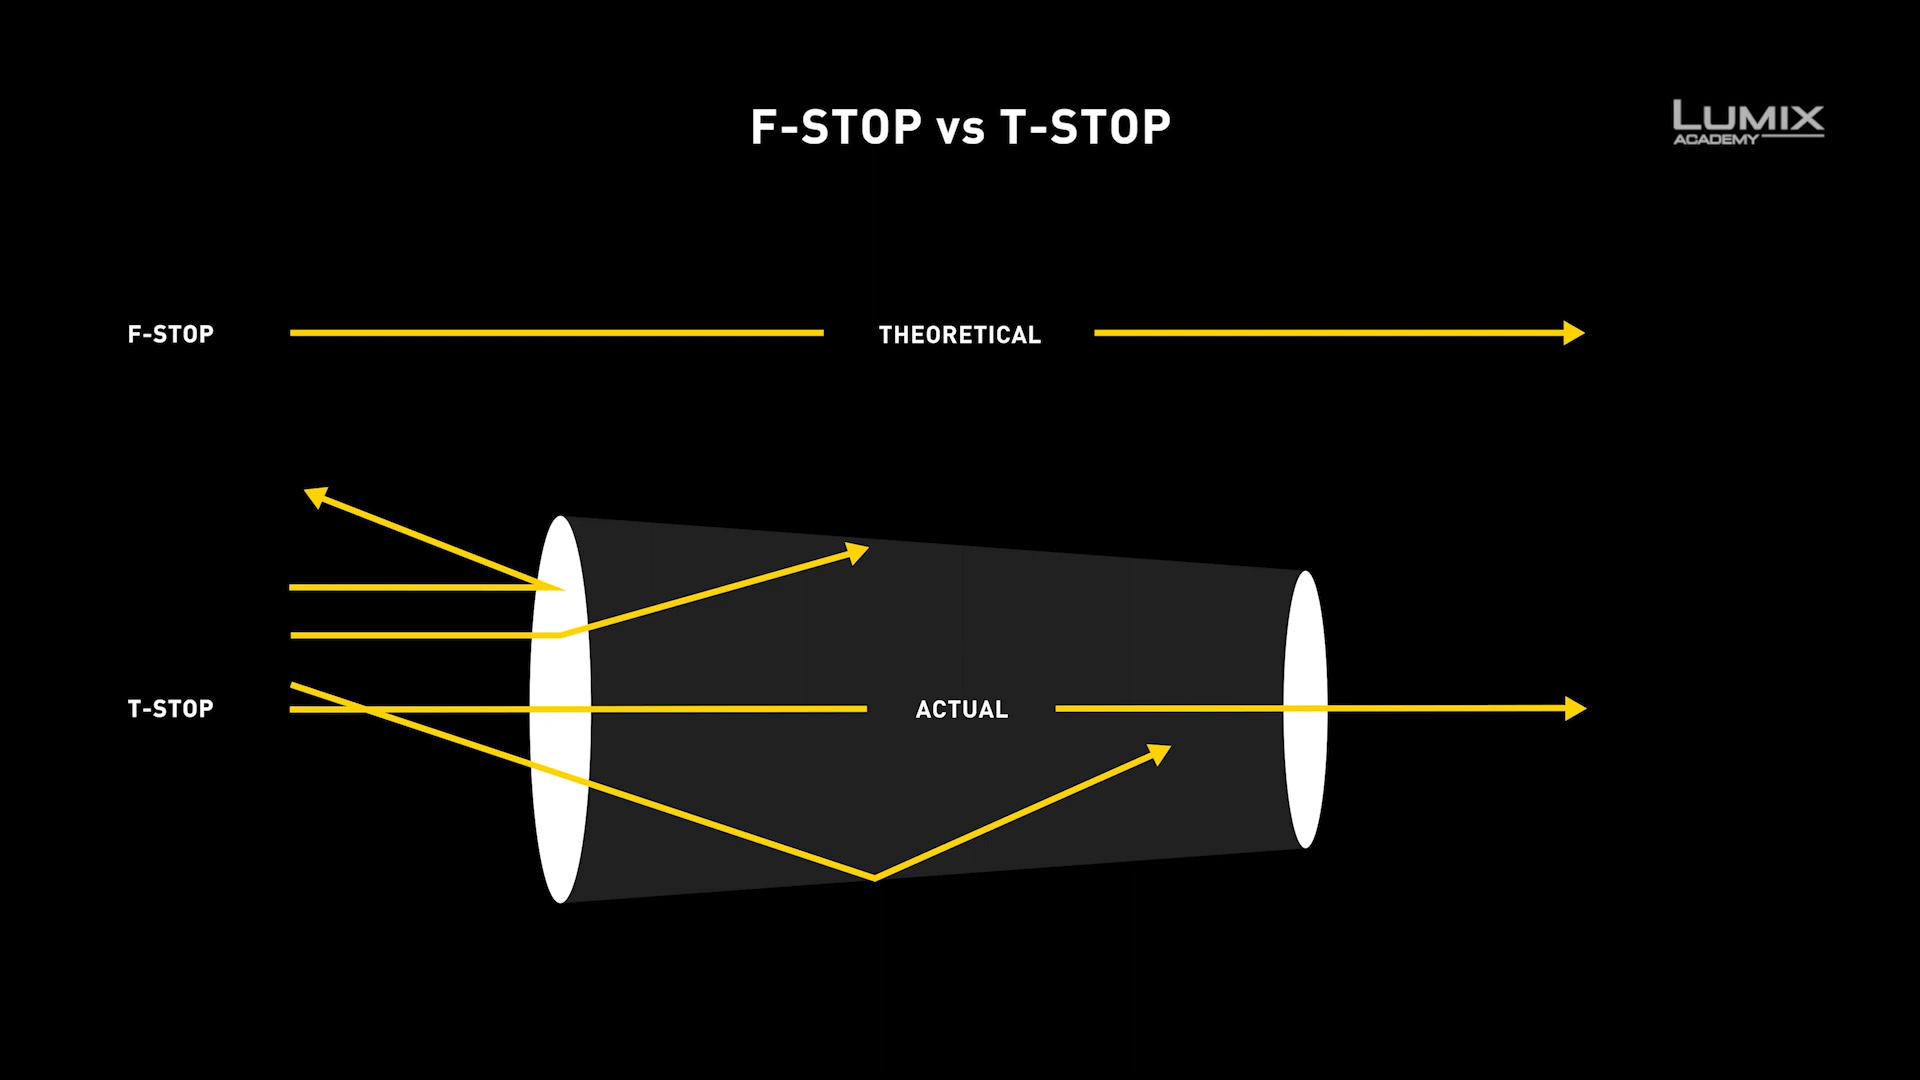 F-STOP vs T-STOP
LUMIX
ACADEMY
F-STOP
THEORETICAL
T-STOP
ACTUAL